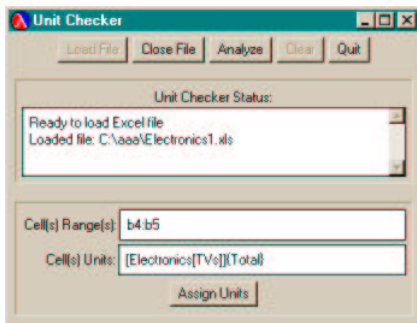 Unit Checker
Load File Close File Analyze Clear Quit
Unit Checker Status:
Ready to load Excel file
Loaded file: C:\aaa\Electronics1.xls
Cell(s) Range(s): b4:b5
Cell(s) Units: [Electronics[TVs]]{Total}
Assign Units